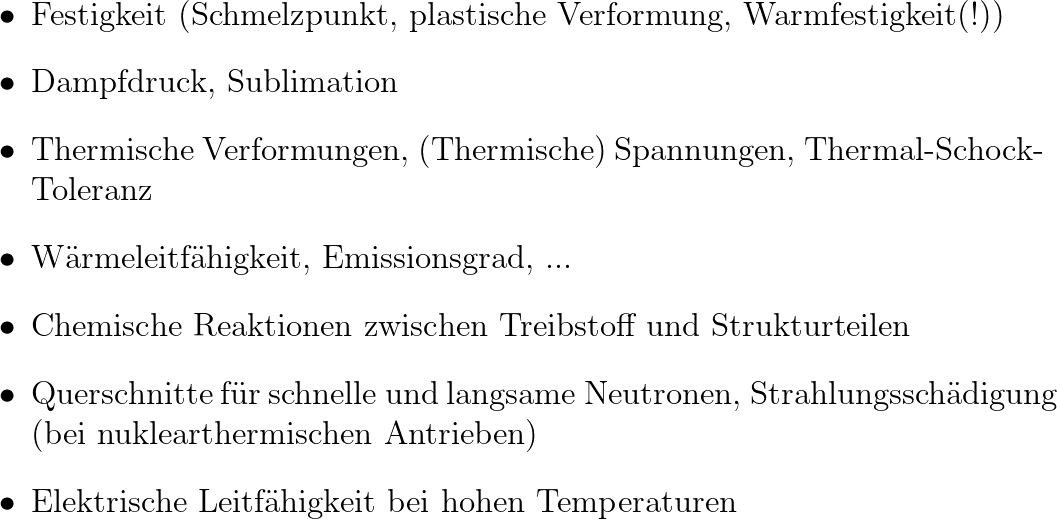 • Festigkeit (Schmelzpunkt, plastische Verformung, Warmfestigkeit(!))
• Dampfdruck, Sublimation
• Thermische Verformungen, (Thermische) Spannungen, Thermal-Schock-
Toleranz
• Wärmeleitfähigkeit, Emissionsgrad, ...
• Chemische Reaktionen zwischen Treibstoff und Strukturteilen
• Querschnitte für schnelle und langsame Neutronen, Strahlungsschädigung
(bei nuklearthermischen Antrieben)
• Elektrische Leitfähigkeit bei hohen Temperaturen